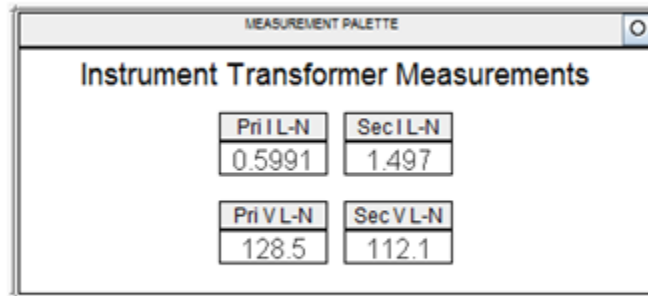 MEASUREMENT PALETTE
Instrument Transformer Measurements
Pri I L-N Sec I L-N
0.5991 1.497
Pri V L-N Sec V L-N
128.5 112.1